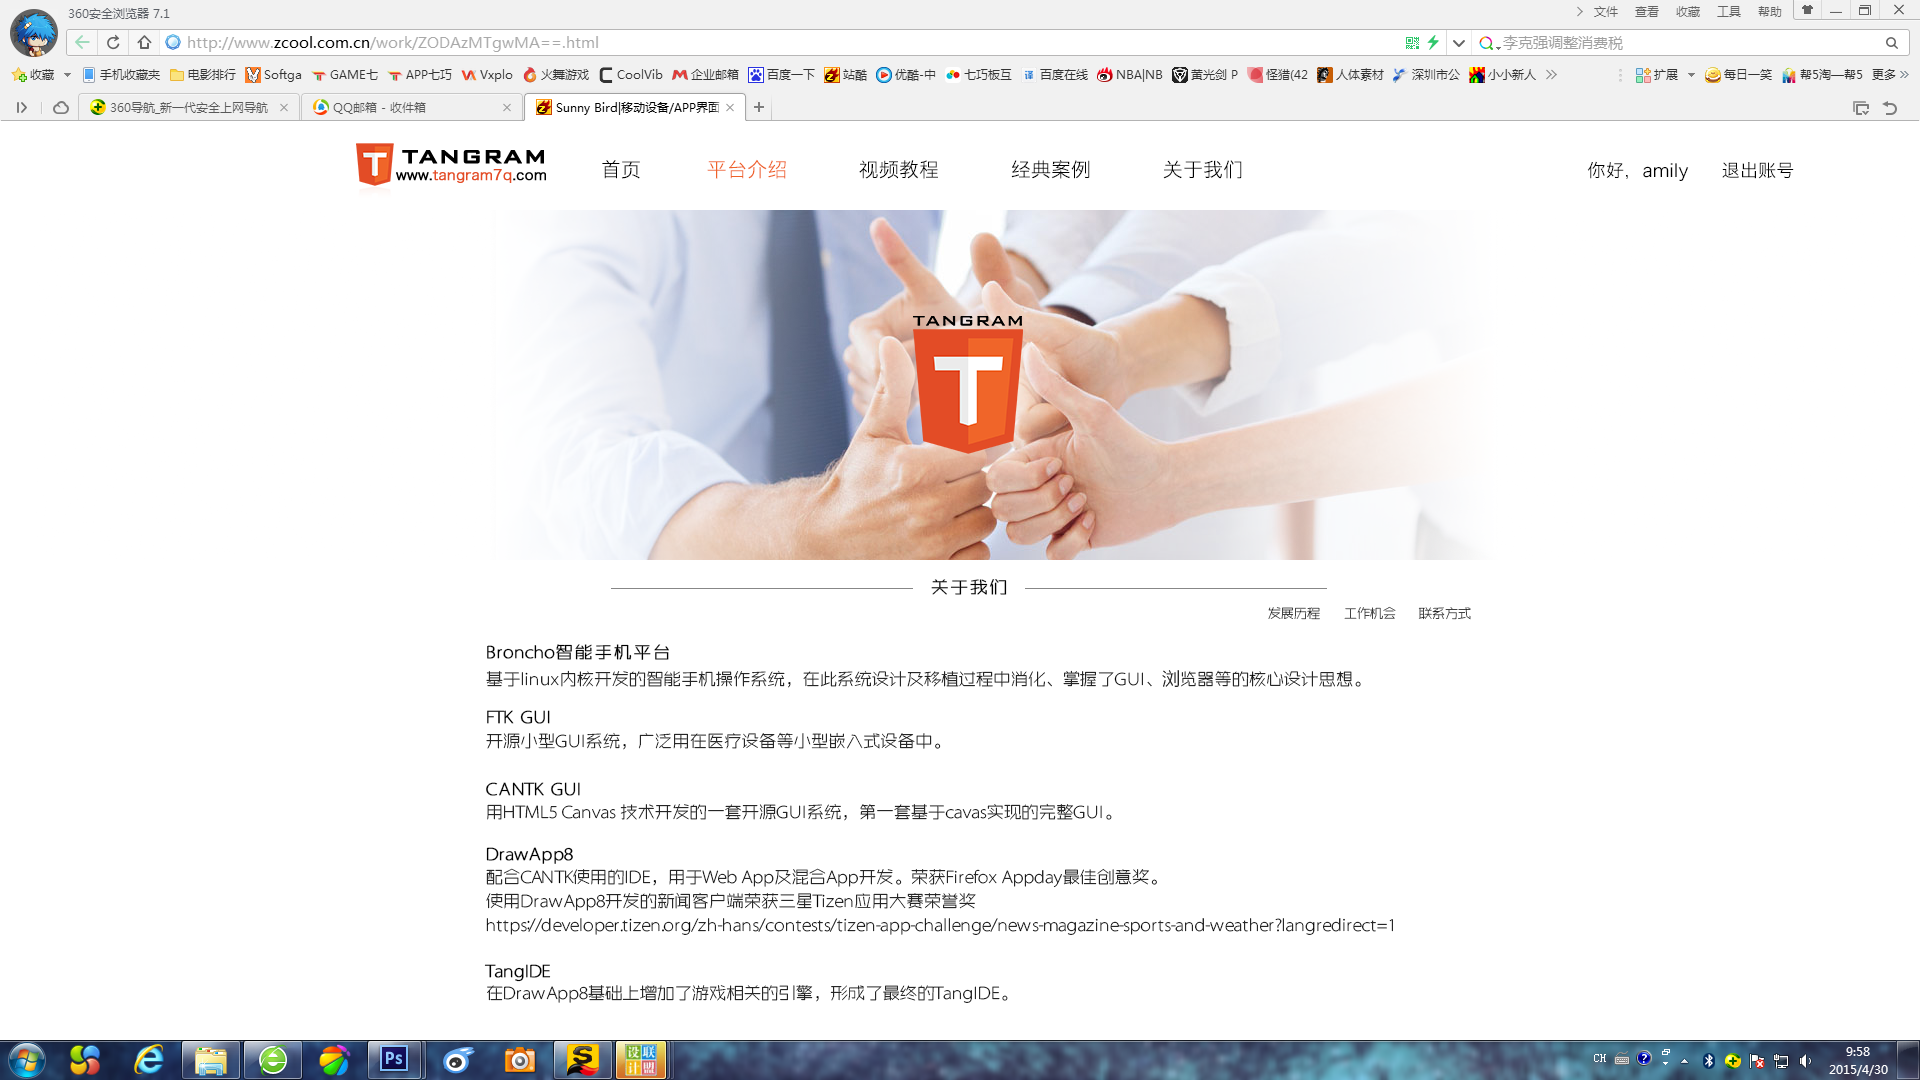 360安全浏览器 7.1
文件 查看 收藏 工具 帮助
http://www.zcool.com.cn/work/ZODAzMTgwMA==.html
李克强调整消费税
收藏 手机收藏夹 电影排行 Softga GAME七 APP七巧 Vxplo 火舞游戏 CoolVib 企业邮箱 百度一下 站酷 优酷-中 七巧板互 百度在线 NBA|NB 黄光剑 P 怪猎(42 人体素材 深圳市公 小小新人 扩展 每日一笑 帮5淘—帮5 更多
360导航_新一代安全上网导航 QQ邮箱 - 收件箱 Sunny Bird|移动设备/APP界面
TANGRAM
www.tangram7q.com
首页 平台介绍 视频教程 经典案例 关于我们 你好，amily 退出账号
TANGRAM
T
关于我们
发展历程 工作机会 联系方式
Broncho智能手机平台
基于linux内核开发的智能手机操作系统，在此系统设计及移植过程中消化、掌握了GUI、浏览器等的核心设计思想。
FTK GUI
开源小型GUI系统，广泛用在医疗设备等小型嵌入式设备中。
CANTK GUI
用HTML5 Canvas 技术开发的一套开源GUI系统，第一套基于cavas实现的完整GUI。
DrawApp8
配合CANTK使用的IDE，用于Web App及混合App开发。荣获Firefox Appday最佳创意奖。
使用DrawApp8开发的新闻客户端荣获三星Tizen应用大赛荣誉奖
https://developer.tizen.org/zh-hans/contests/tizen-app-challenge/news-magazine-sports-and-weather?langredirect=1
TangIDE
在DrawApp8基础上增加了游戏相关的引擎，形成了最终的TangIDE。
Ps
设联计盟
CH
9:58
2015/4/30